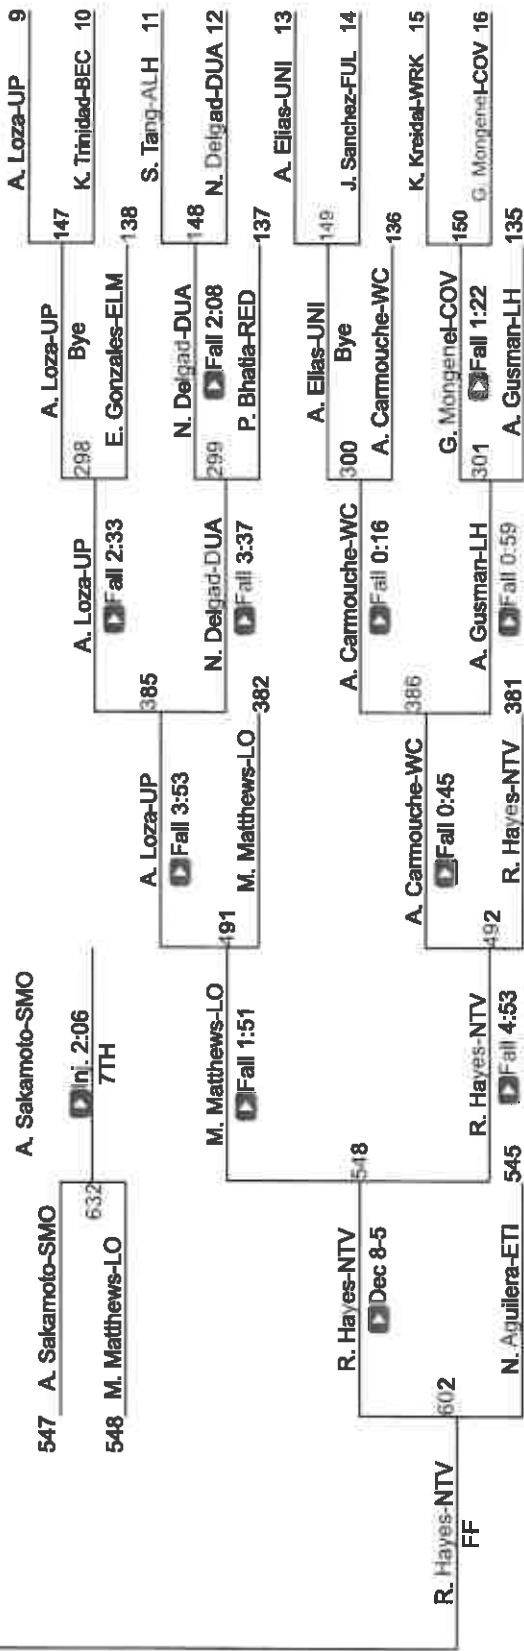 A. Loza-UP 9
K. Trinidad-BEC 10
S. Tang-ALH 11
N. Delgad-DUA 12
A. Elias-UNI 13
J. Sanchez-FUL 14
K. Kreidal-WRK 15
G. Mongenel-COV 16
A. Loza-UP
147
Bye
E. Gonzales-ELM 138
N. Delgad-DUA
148
Fall 2:08
P. Bhatia-RED 137
A. Elias-UNI
149
Bye
A. Carmouche-WC 136
G. Mongenel-COV
150
Fall 1:22
A. Gusman-LH 135
A. Loza-UP
298
Fall 2:33
N. Delgad-DUA
299
Fall 3:37
A. Carmouche-WC
300
Fall 0:16
A. Gusman-LH
301
Fall 0:59
A. Loza-UP
385
Fall 3:53
M. Matthews-LO 382
A. Carmouche-WC
386
Fall 0:45
R. Hayes-NTV 381
M. Matthews-LO
491
Fall 1:51
R. Hayes-NTV
492
Fall 4:53
R. Hayes-NTV
548
Dec 8-5
N. Aguilera-ETI 545
R. Hayes-NTV
602
FF
547 A. Sakamoto-SMO
548 M. Matthews-LO
632
A. Sakamoto-SMO
Inj. 2:06
7TH